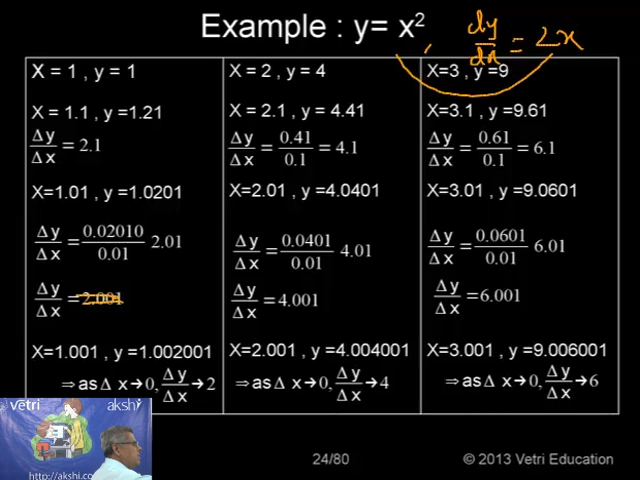 Example : y= x²
, dy/dx = 2x
X = 1 , y = 1
X = 1.1 , y =1.21
Δy/Δx = 2.1
X=1.01 , y =1.0201
Δy/Δx = 0.02010/0.01 2.01
Δy/Δx =2.001
X=1.001 , y =1.002001
⇒ as Δ x→0, Δy/Δx →2
X = 2 , y = 4
X = 2.1 , y = 4.41
Δy/Δx = 0.41/0.1 = 4.1
X=2.01 , y =4.0401
Δy/Δx = 0.0401/0.01 4.01
Δy/Δx =4.001
X=2.001 , y =4.004001
⇒ as Δ x→0, Δy/Δx →4
X=3 , y =9
X=3.1 , y =9.61
Δy/Δx = 0.61/0.1 = 6.1
X=3.01 , y =9.0601
Δy/Δx = 0.0601/0.01 6.01
Δy/Δx =6.001
X=3.001 , y =9.006001
⇒ as Δ x→0, Δy/Δx →6
vetri akshi
http://akshi.com
24/80
© 2013 Vetri Education